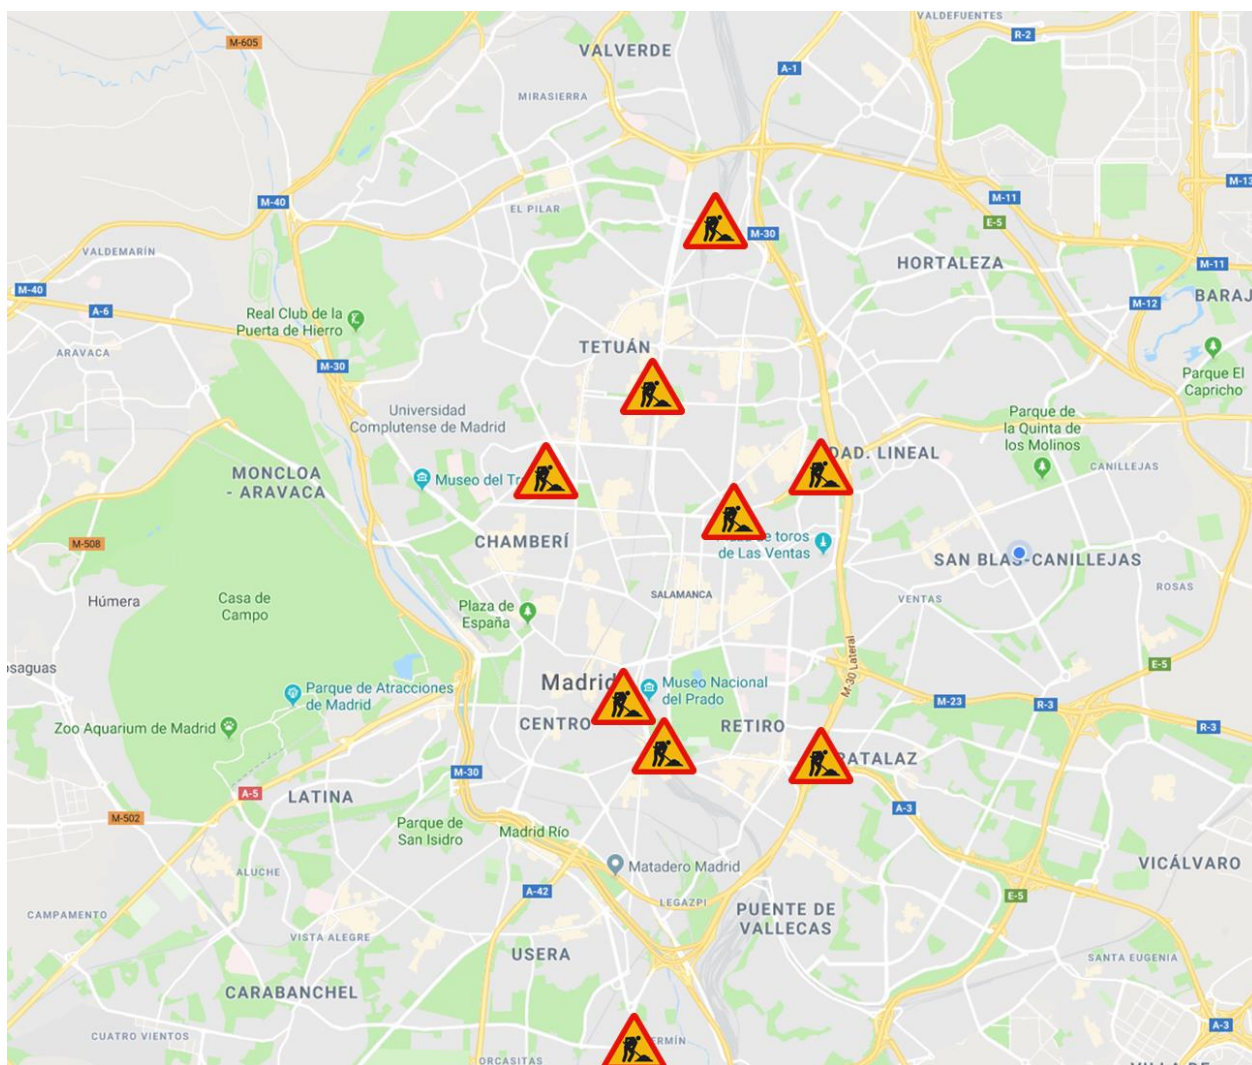 VALDEFUENTES
M-605
R-2
VALVERDE
A-1
MIRASIERRA
M-11
M-40
EL PILAR
E-5
M-30
VALDEMARÍN
HORTALEZA
M-11
M-40
BARAJ
M-12
A-6
Real Club de la
Puerta de Hierro
TETUÁN
ARAVACA
M-30
Parque El
Capricho
Universidad
Complutense de Madrid
Parque de
la Quinta de
los Molinos
DAD. LINEAL
CANILLEJAS
MONCLOA
- ARAVACA
Museo del
CHAMBERÍ
de toros
de Las Ventas
M-508
SAN BLAS-CANILLEJAS
ROSAS
Húmera
Casa de
Campo
SALAMANCA
VENTAS
Plaza de
España
M-30 Lateral
E-5
Madrid
Museo Nacional
del Prado
Parque de Atracciones
de Madrid
M-23
R-3
CENTRO
RETIRO
Zoo Aquarium de Madrid
R-3
ATALAZ
M-30
A-5
LATINA
A-3
M-502
Parque de
San Isidro
Madrid Río
Matadero Madrid
VICÁLVARO
ALUCHE
A-42
E-5
LEGAZPI
CAMPAMENTO
PUENTE DE
VALLECAS
VISTA ALEGRE
USERA
SANTA EUGENIA
CARABANCHEL
A-3
CUATRO VIENTOS
ERMÍN
ORCASITAS